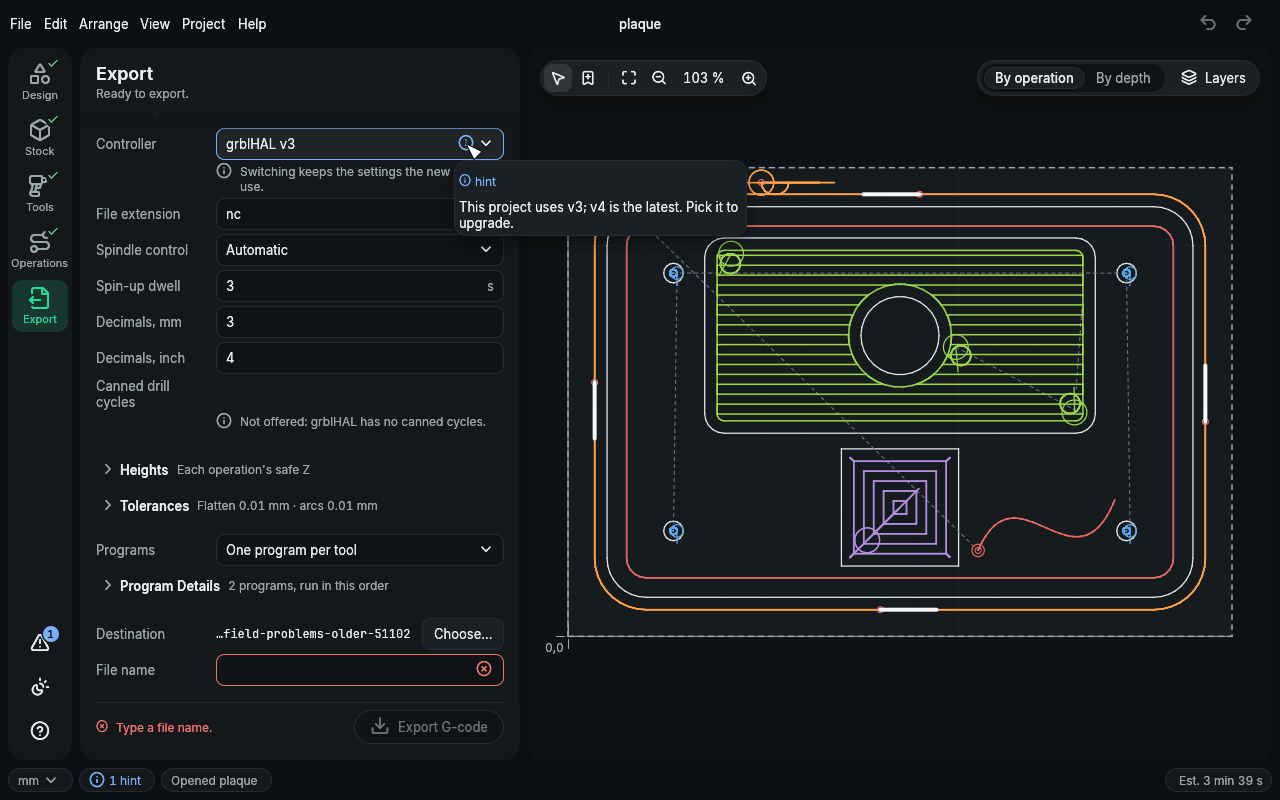 File Edit Arrange View Project Help
plaque
Design
Stock
Tools
Operations
Export
1
Export
Ready to export.
Controller
grblHAL v3
Switching keeps the settings the new
use.
hint
This project uses v3; v4 is the latest. Pick it to
upgrade.
File extension
nc
Spindle control
Automatic
Spin-up dwell
3
s
Decimals, mm
3
Decimals, inch
4
Canned drill
cycles
Not offered: grblHAL has no canned cycles.
Heights Each operation's safe Z
Tolerances Flatten 0.01 mm · arcs 0.01 mm
Programs
One program per tool
Program Details 2 programs, run in this order
Destination
…field-problems-older-51102
Choose...
File name
Type a file name.
Export G-code
103 %
By operation
By depth
Layers
0,0
mm
1 hint
Opened plaque
Est. 3 min 39 s